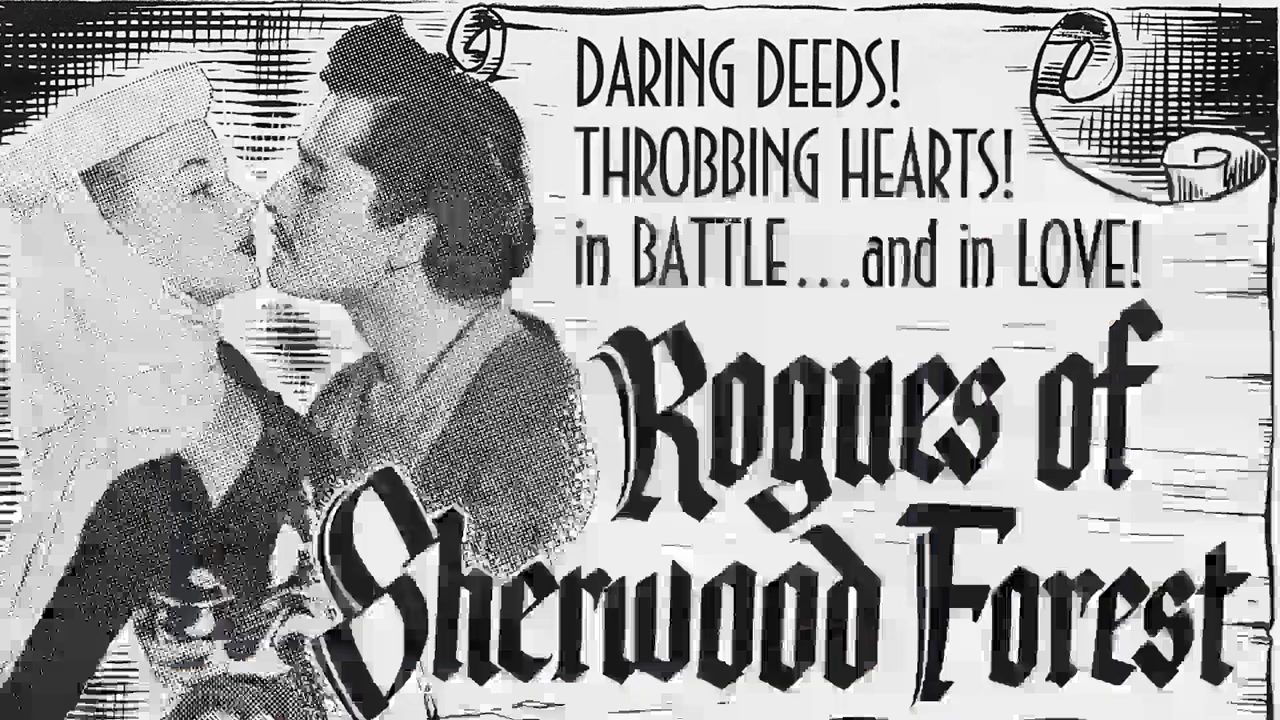 DARING DEEDS!
THROBBING HEARTS!
in BATTLE...and in LOVE!
Rogues of
Sherwood Forest